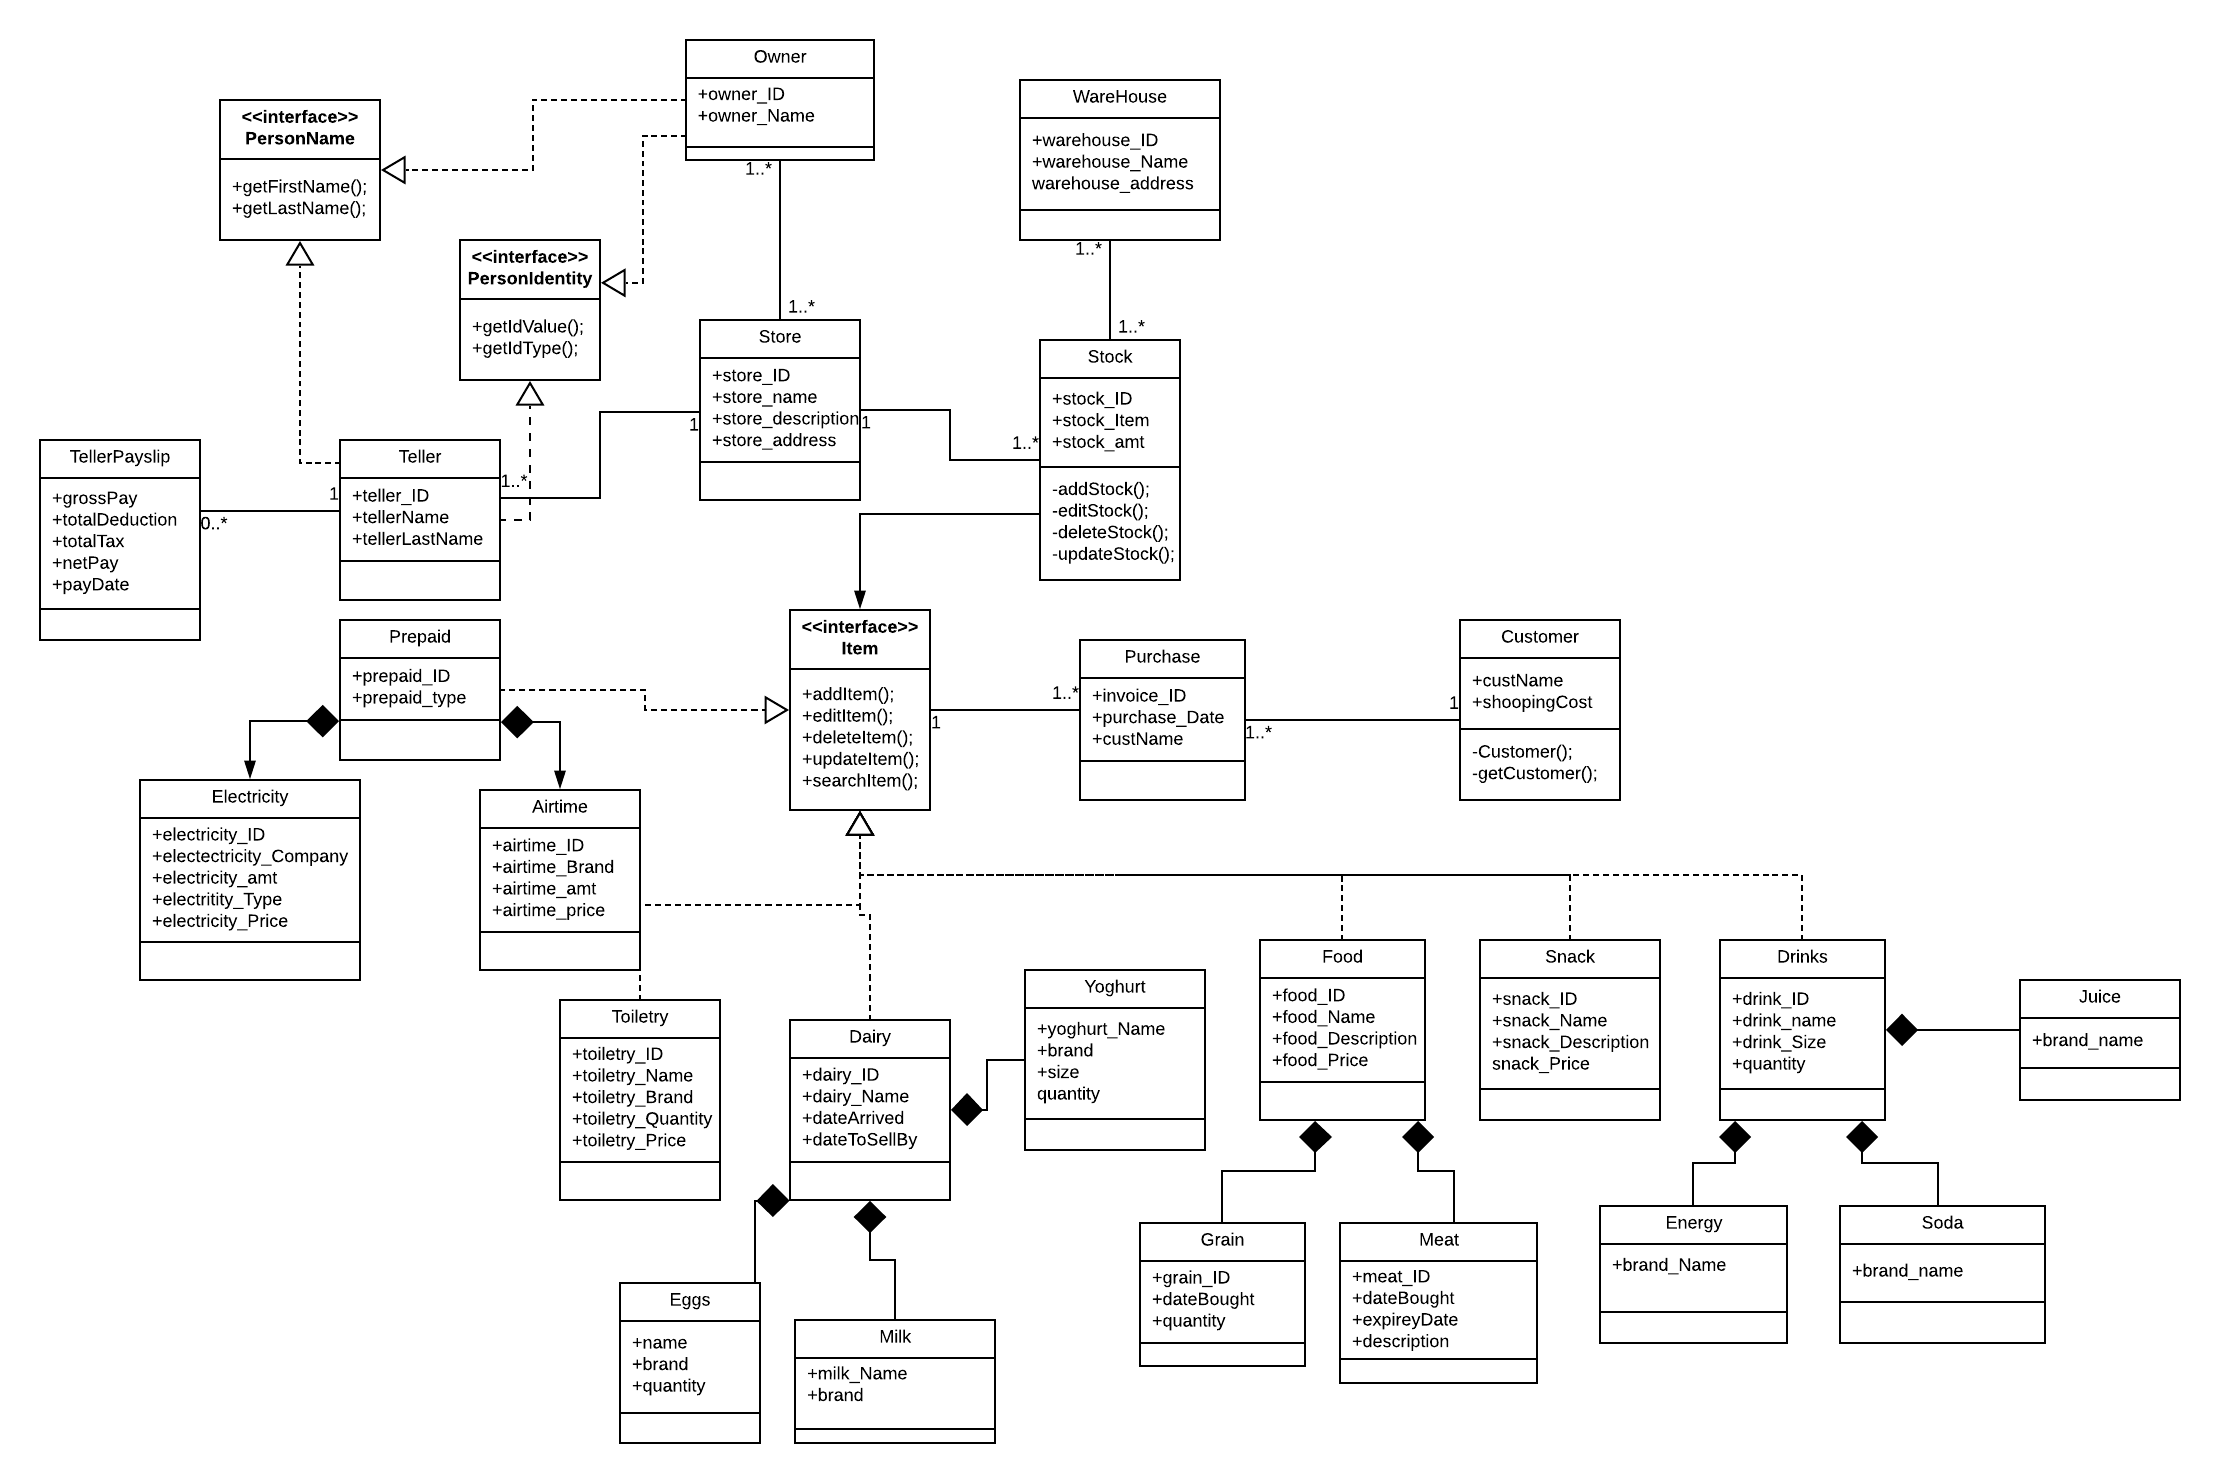 Owner
+owner_ID
+owner_Name
1..*
WareHouse
+warehouse_ID
+warehouse_Name
warehouse_address
1..*
<<interface>>
PersonName
+getFirstName();
+getLastName();
<<interface>>
PersonIdentity
+getIdValue();
+getIdType();
1..*
Store
+store_ID
+store_name
+store_description
+store_address
1
1
1..*
Stock
+stock_ID
+stock_Item
+stock_amt
-addStock();
-editStock();
-deleteStock();
-updateStock();
1..*
TellerPayslip
+grossPay
+totalDeduction
+totalTax
+netPay
+payDate
0..*
1
Teller
+teller_ID
+tellerName
+tellerLastName
1..*
Prepaid
+prepaid_ID
+prepaid_type
<<interface>>
Item
+addItem();
+editItem();
+deleteItem();
+updateItem();
+searchItem();
1
1..*
Purchase
+invoice_ID
+purchase_Date
+custName
1..*
1
Customer
+custName
+shoopingCost
-Customer();
-getCustomer();
Electricity
+electricity_ID
+electectricity_Company
+electricity_amt
+electritity_Type
+electricity_Price
Airtime
+airtime_ID
+airtime_Brand
+airtime_amt
+airtime_price
Toiletry
+toiletry_ID
+toiletry_Name
+toiletry_Brand
+toiletry_Quantity
+toiletry_Price
Dairy
+dairy_ID
+dairy_Name
+dateArrived
+dateToSellBy
Yoghurt
+yoghurt_Name
+brand
+size
quantity
Food
+food_ID
+food_Name
+food_Description
+food_Price
Snack
+snack_ID
+snack_Name
+snack_Description
snack_Price
Drinks
+drink_ID
+drink_name
+drink_Size
+quantity
Juice
+brand_name
Eggs
+name
+brand
+quantity
Milk
+milk_Name
+brand
Grain
+grain_ID
+dateBought
+quantity
Meat
+meat_ID
+dateBought
+expireyDate
+description
Energy
+brand_Name
Soda
+brand_name